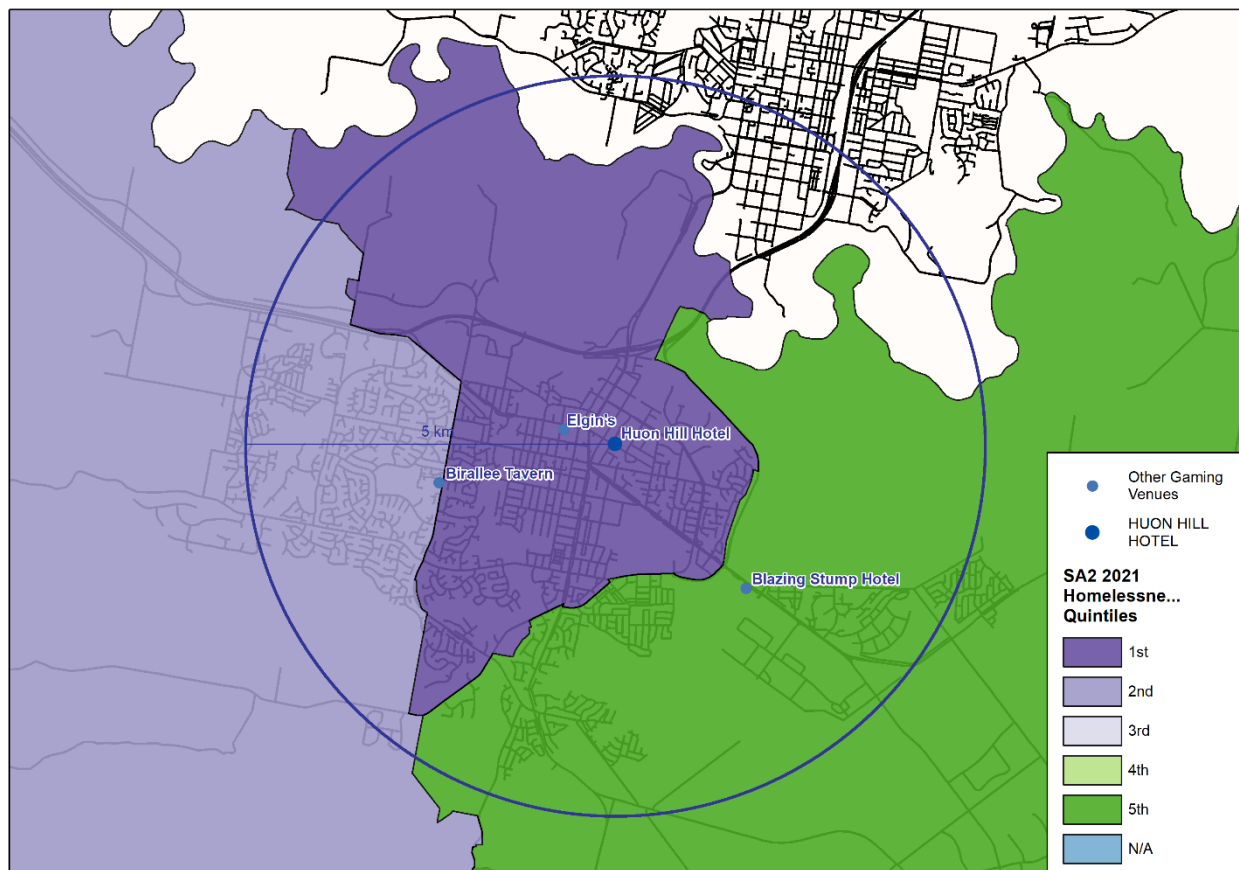 Elgin's
Huon Hill Hotel
5 km
Birallee Tavern
Blazing Stump Hotel
Other Gaming
Venues
HUON HILL
HOTEL
SA2 2021
Homelessne...
Quintiles
1st
2nd
3rd
4th
5th
N/A